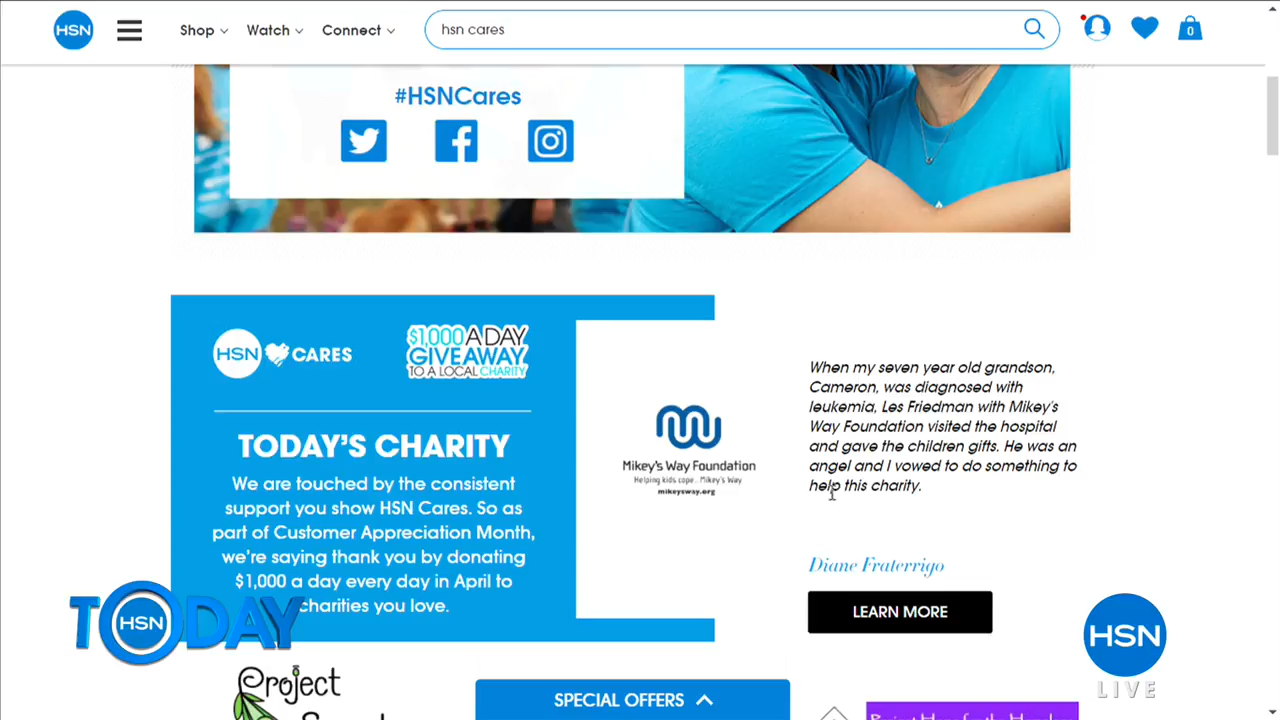 HSN
Shop
Watch
Connect
hsn cares
0
#HSNCares
HSN CARES
$1,000 A DAY
GIVEAWAY
TO A LOCAL CHARITY
TODAY'S CHARITY
We are touched by the consistent
support you show HSN Cares. So as
part of Customer Appreciation Month,
we're saying thank you by donating
$1,000 a day every day in April to
charities you love.
Mikey's Way Foundation
Helping kids cope. Mikey's Way
mikeysway.org
When my seven year old grandson,
Cameron, was diagnosed with
leukemia, Les Friedman with Mikey's
Way Foundation visited the hospital
and gave the children gifts. He was an
angel and I vowed to do something to
help this charity.
Diane Fraterrigo
LEARN MORE
TODAY
HSN
HSN
LIVE
Project
SPECIAL OFFERS